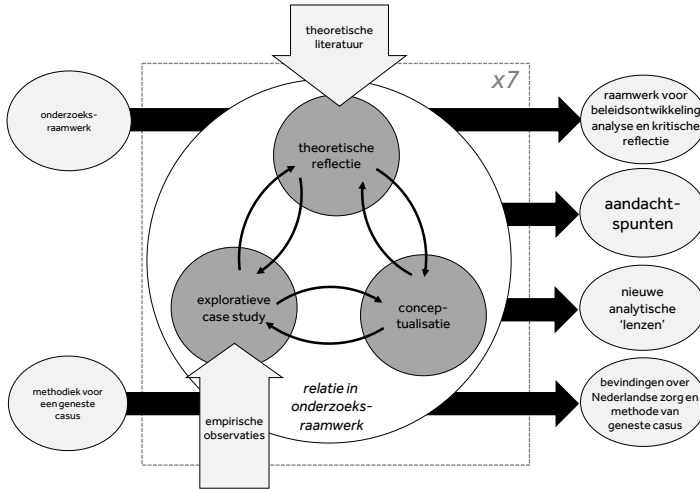 theoretische
literatuur
x7
onderzoeks-
raamwerk
raamwerk voor
beleidsontwikkeling
analyse en kritische
reflectie
theoretische
reflectie
aandacht-
spunten
exploratieve
case study
concep-
tualisatie
nieuwe
analytische
‘lenzen’
methodiek voor
een geneste
casus
empirische
observaties
relatie in
onderzoeks-
raamwerk
bevindingen over
Nederlandse zorg en
methode van
geneste casus